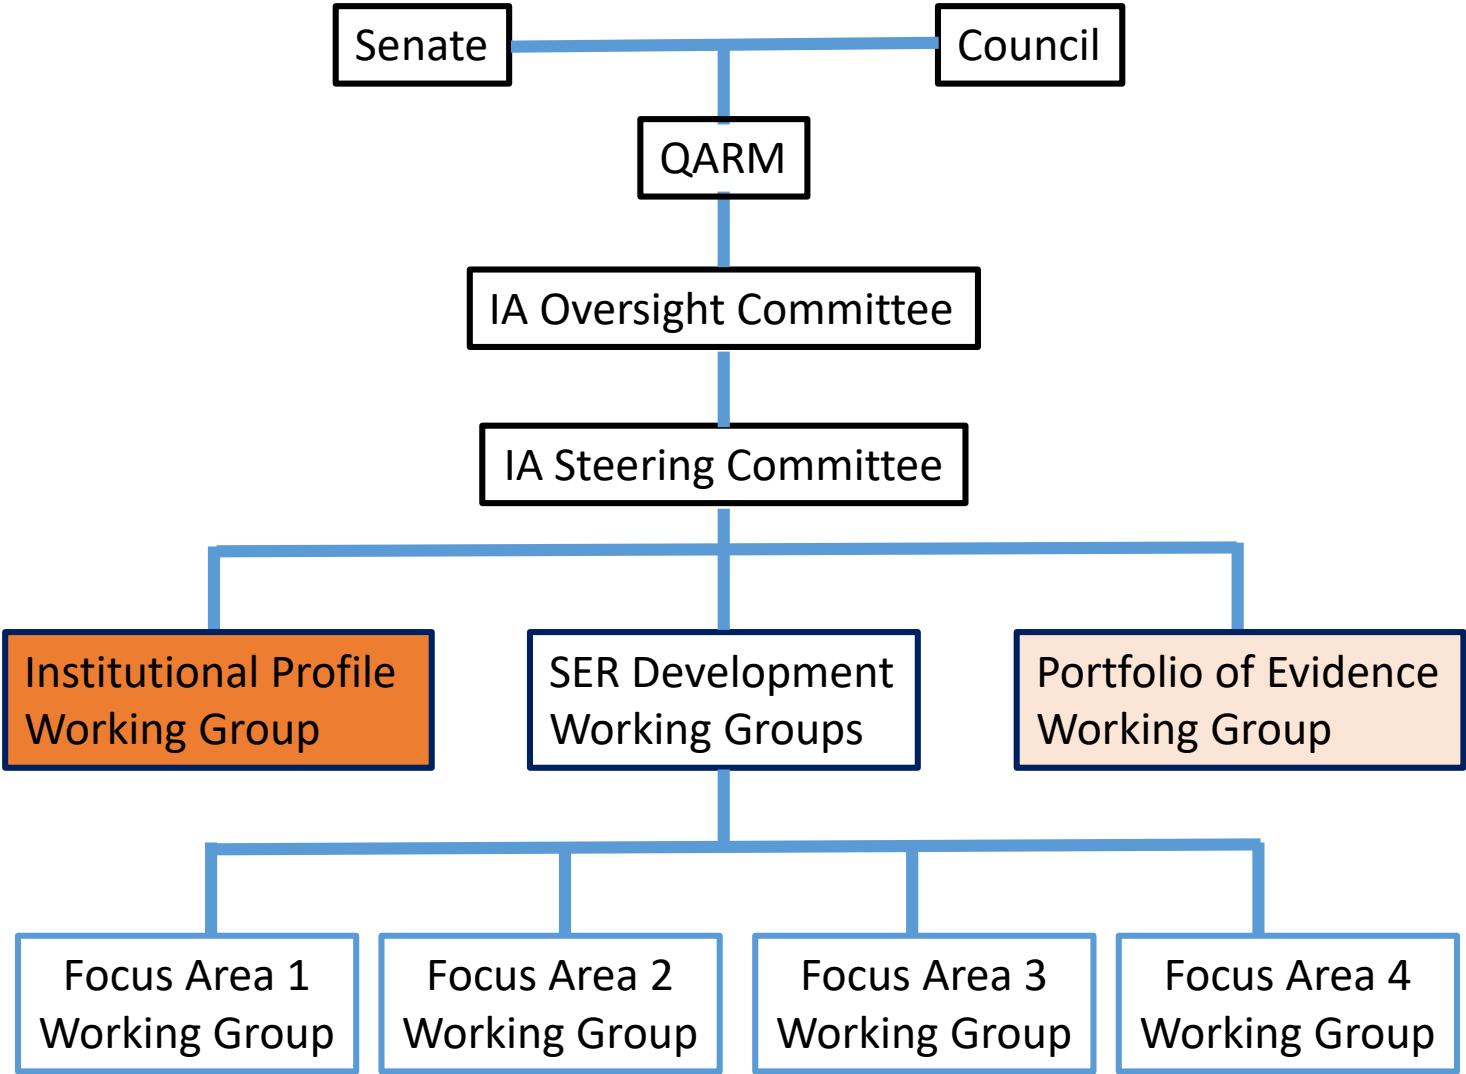 Senate
Council
QARM
IA Oversight Committee
IA Steering Committee
Institutional Profile
Working Group
SER Development
Working Groups
Portfolio of Evidence
Working Group
Focus Area 1
Working Group
Focus Area 2
Working Group
Focus Area 3
Working Group
Focus Area 4
Working Group